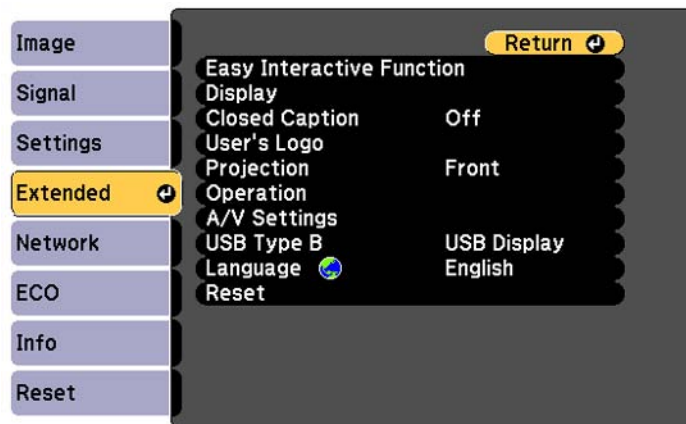 Image
Signal
Settings
Extended
Network
ECO
Info
Reset
Return
Easy Interactive Function
Display
Closed Caption Off
User's Logo
Projection Front
Operation
A/V Settings
USB Type B USB Display
Language English
Reset